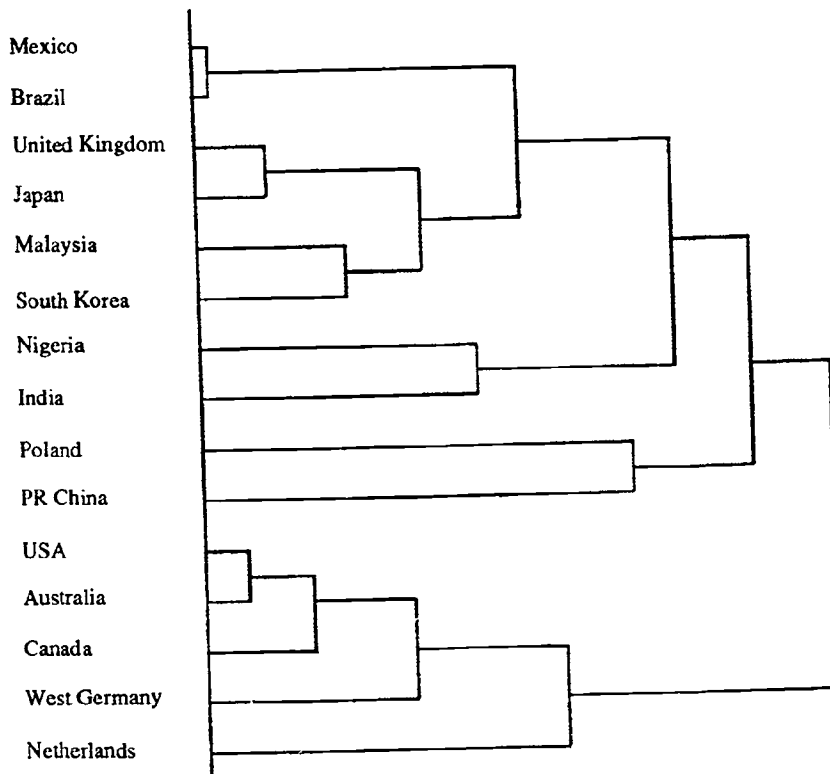 Mexico
Brazil
United Kingdom
Japan
Malaysia
South Korea
Nigeria
India
Poland
PR China
USA
Australia
Canada
West Germany
Netherlands